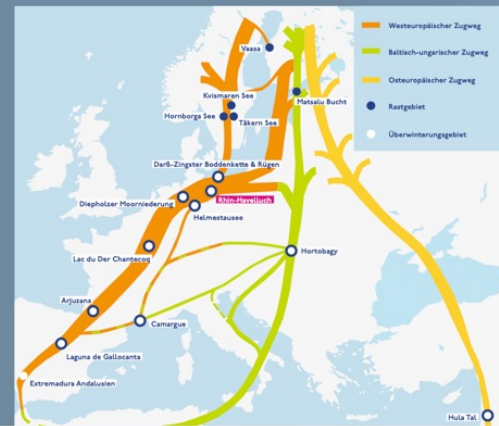 Westeuropäischer Zugweg
Baltisch-ungarischer Zugweg
Osteuropäischer Zugweg
Rastgebiet
Überwinterungsgebiet
Vaasa
Kvismaren See
Hornborga See
Tåkern See
Matsalu Bucht
Darß-Zingster Boddenkette & Rügen
Diepholzer Moorniederung
Rhin-Havelluch
Helmestausee
Lac du Der Chantecoq
Hortobagy
Arjuzanx
Camargue
Laguna de Gallocanta
Extremadura Andalusien
Hula Tal